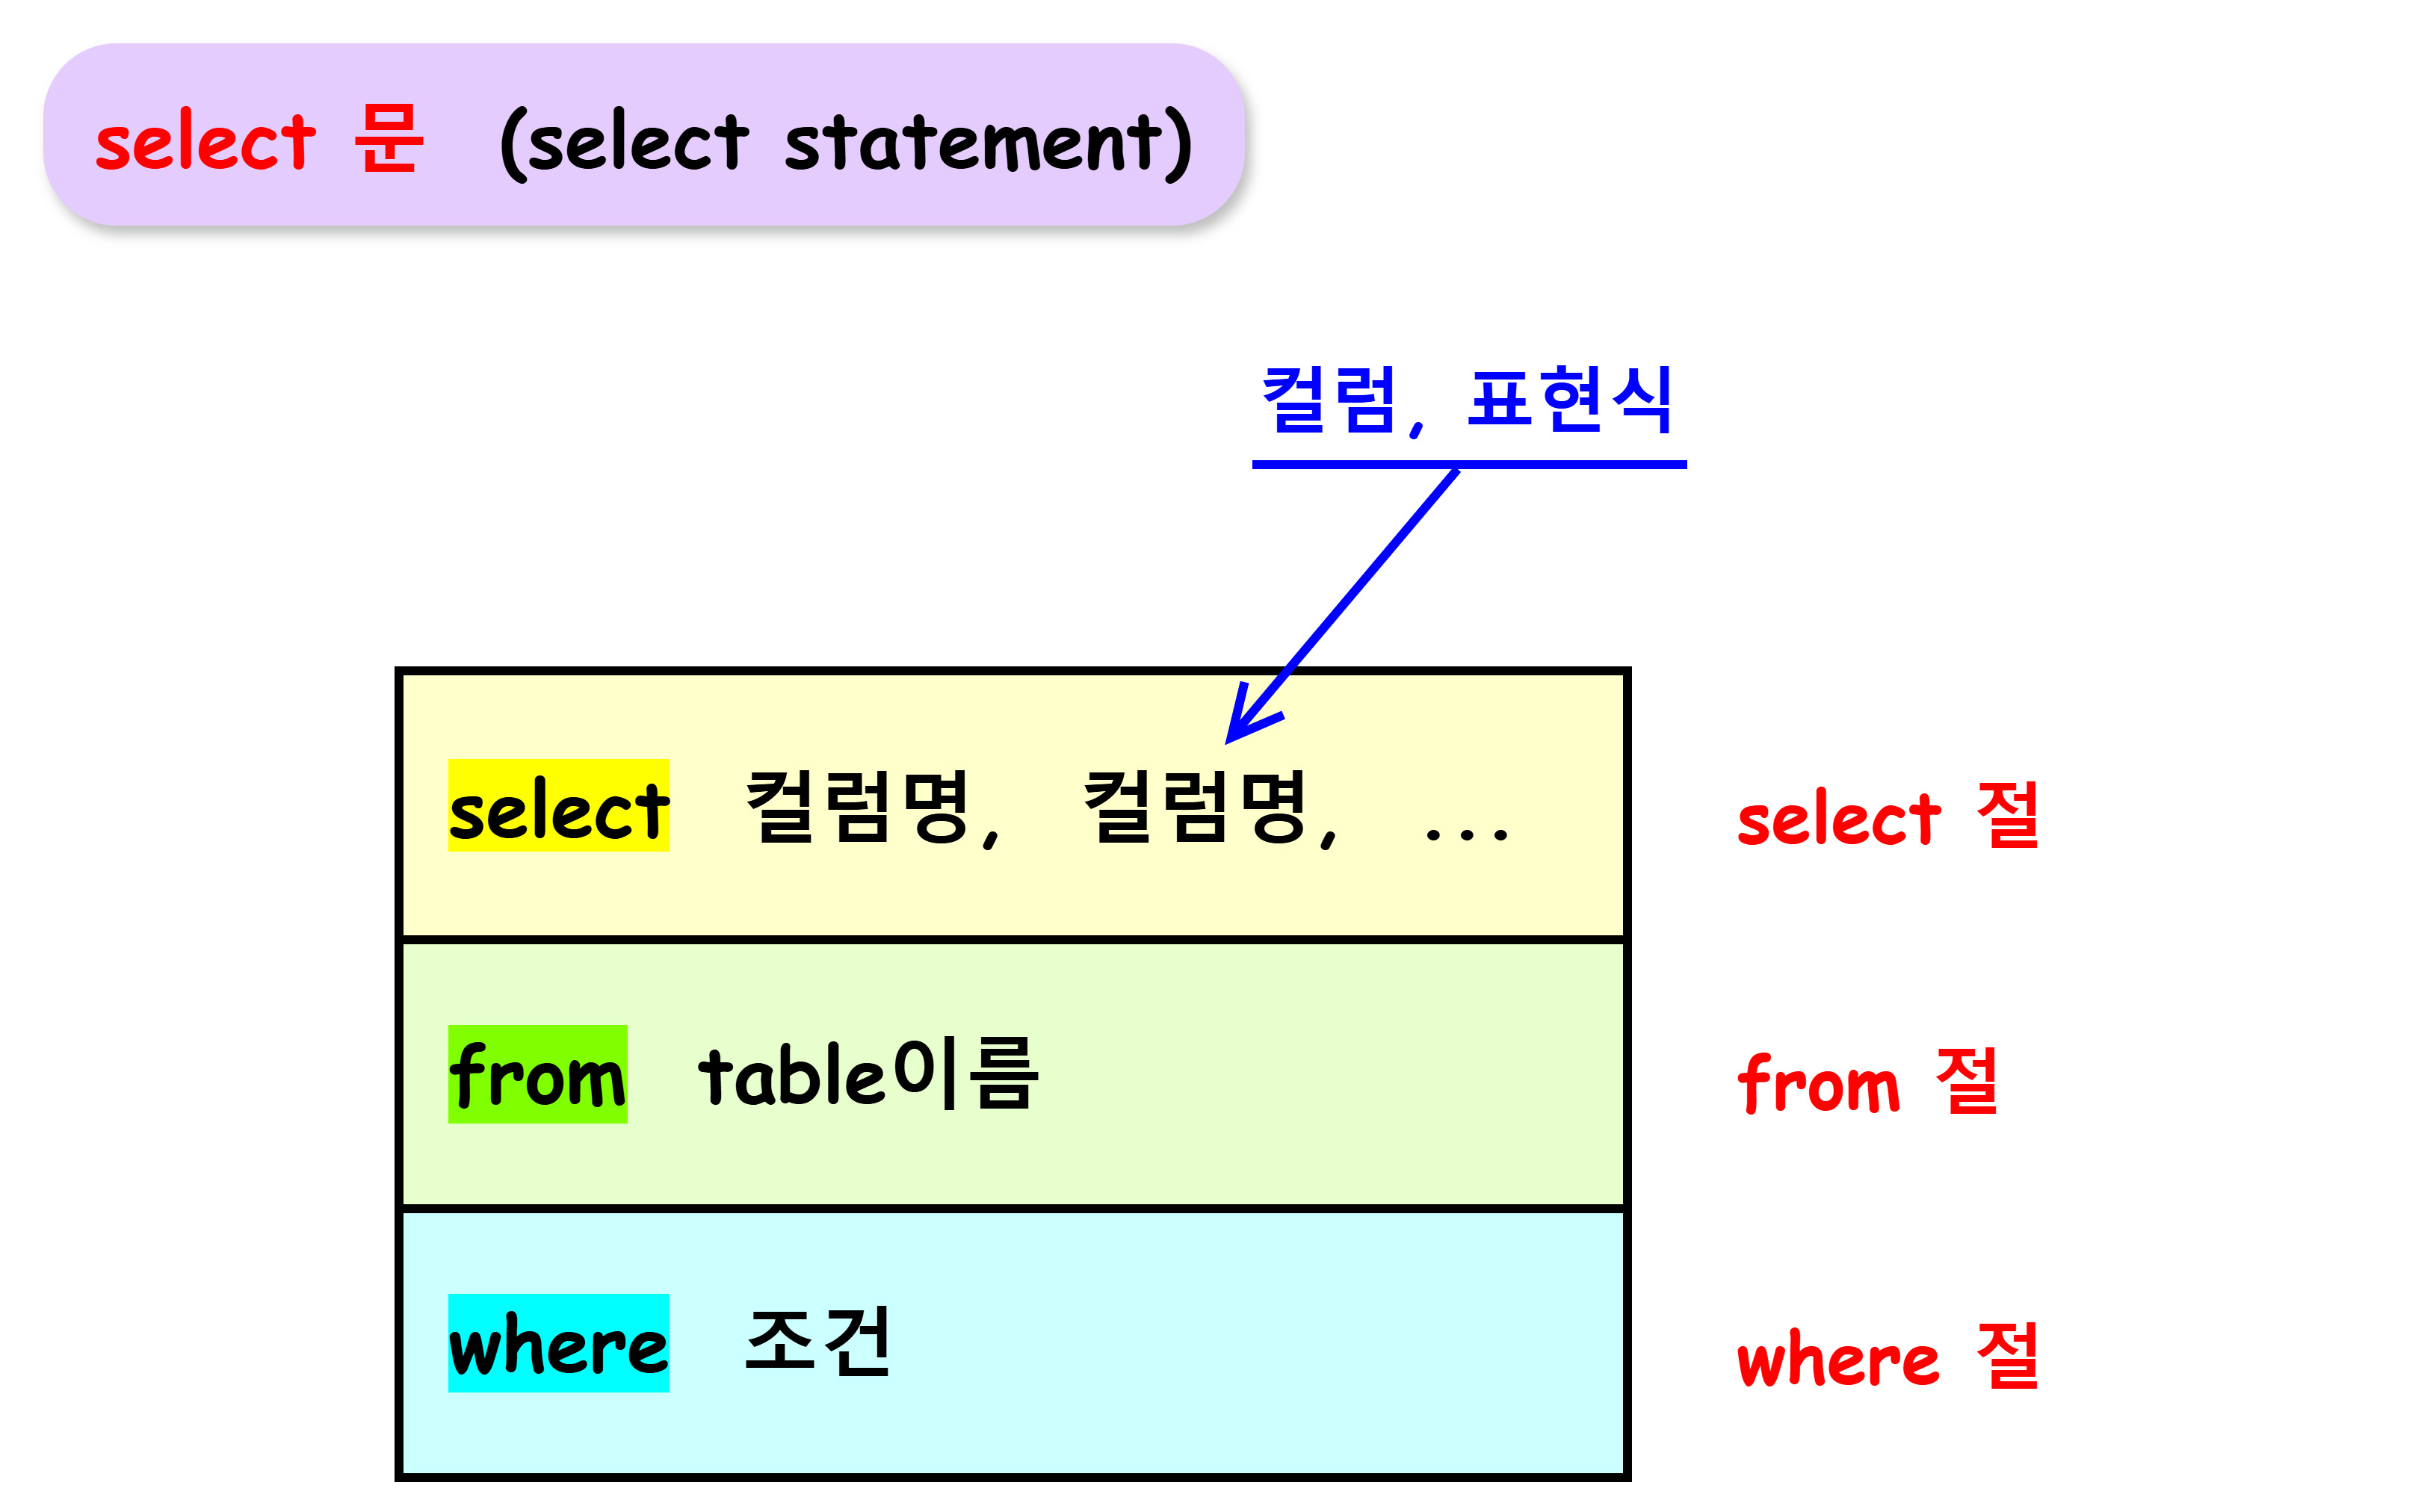 select 문 (select statement)
컬럼, 표현식
select 컬럼명, 컬럼명, ...
select 절
from table이름
from 절
where 조건
where 절